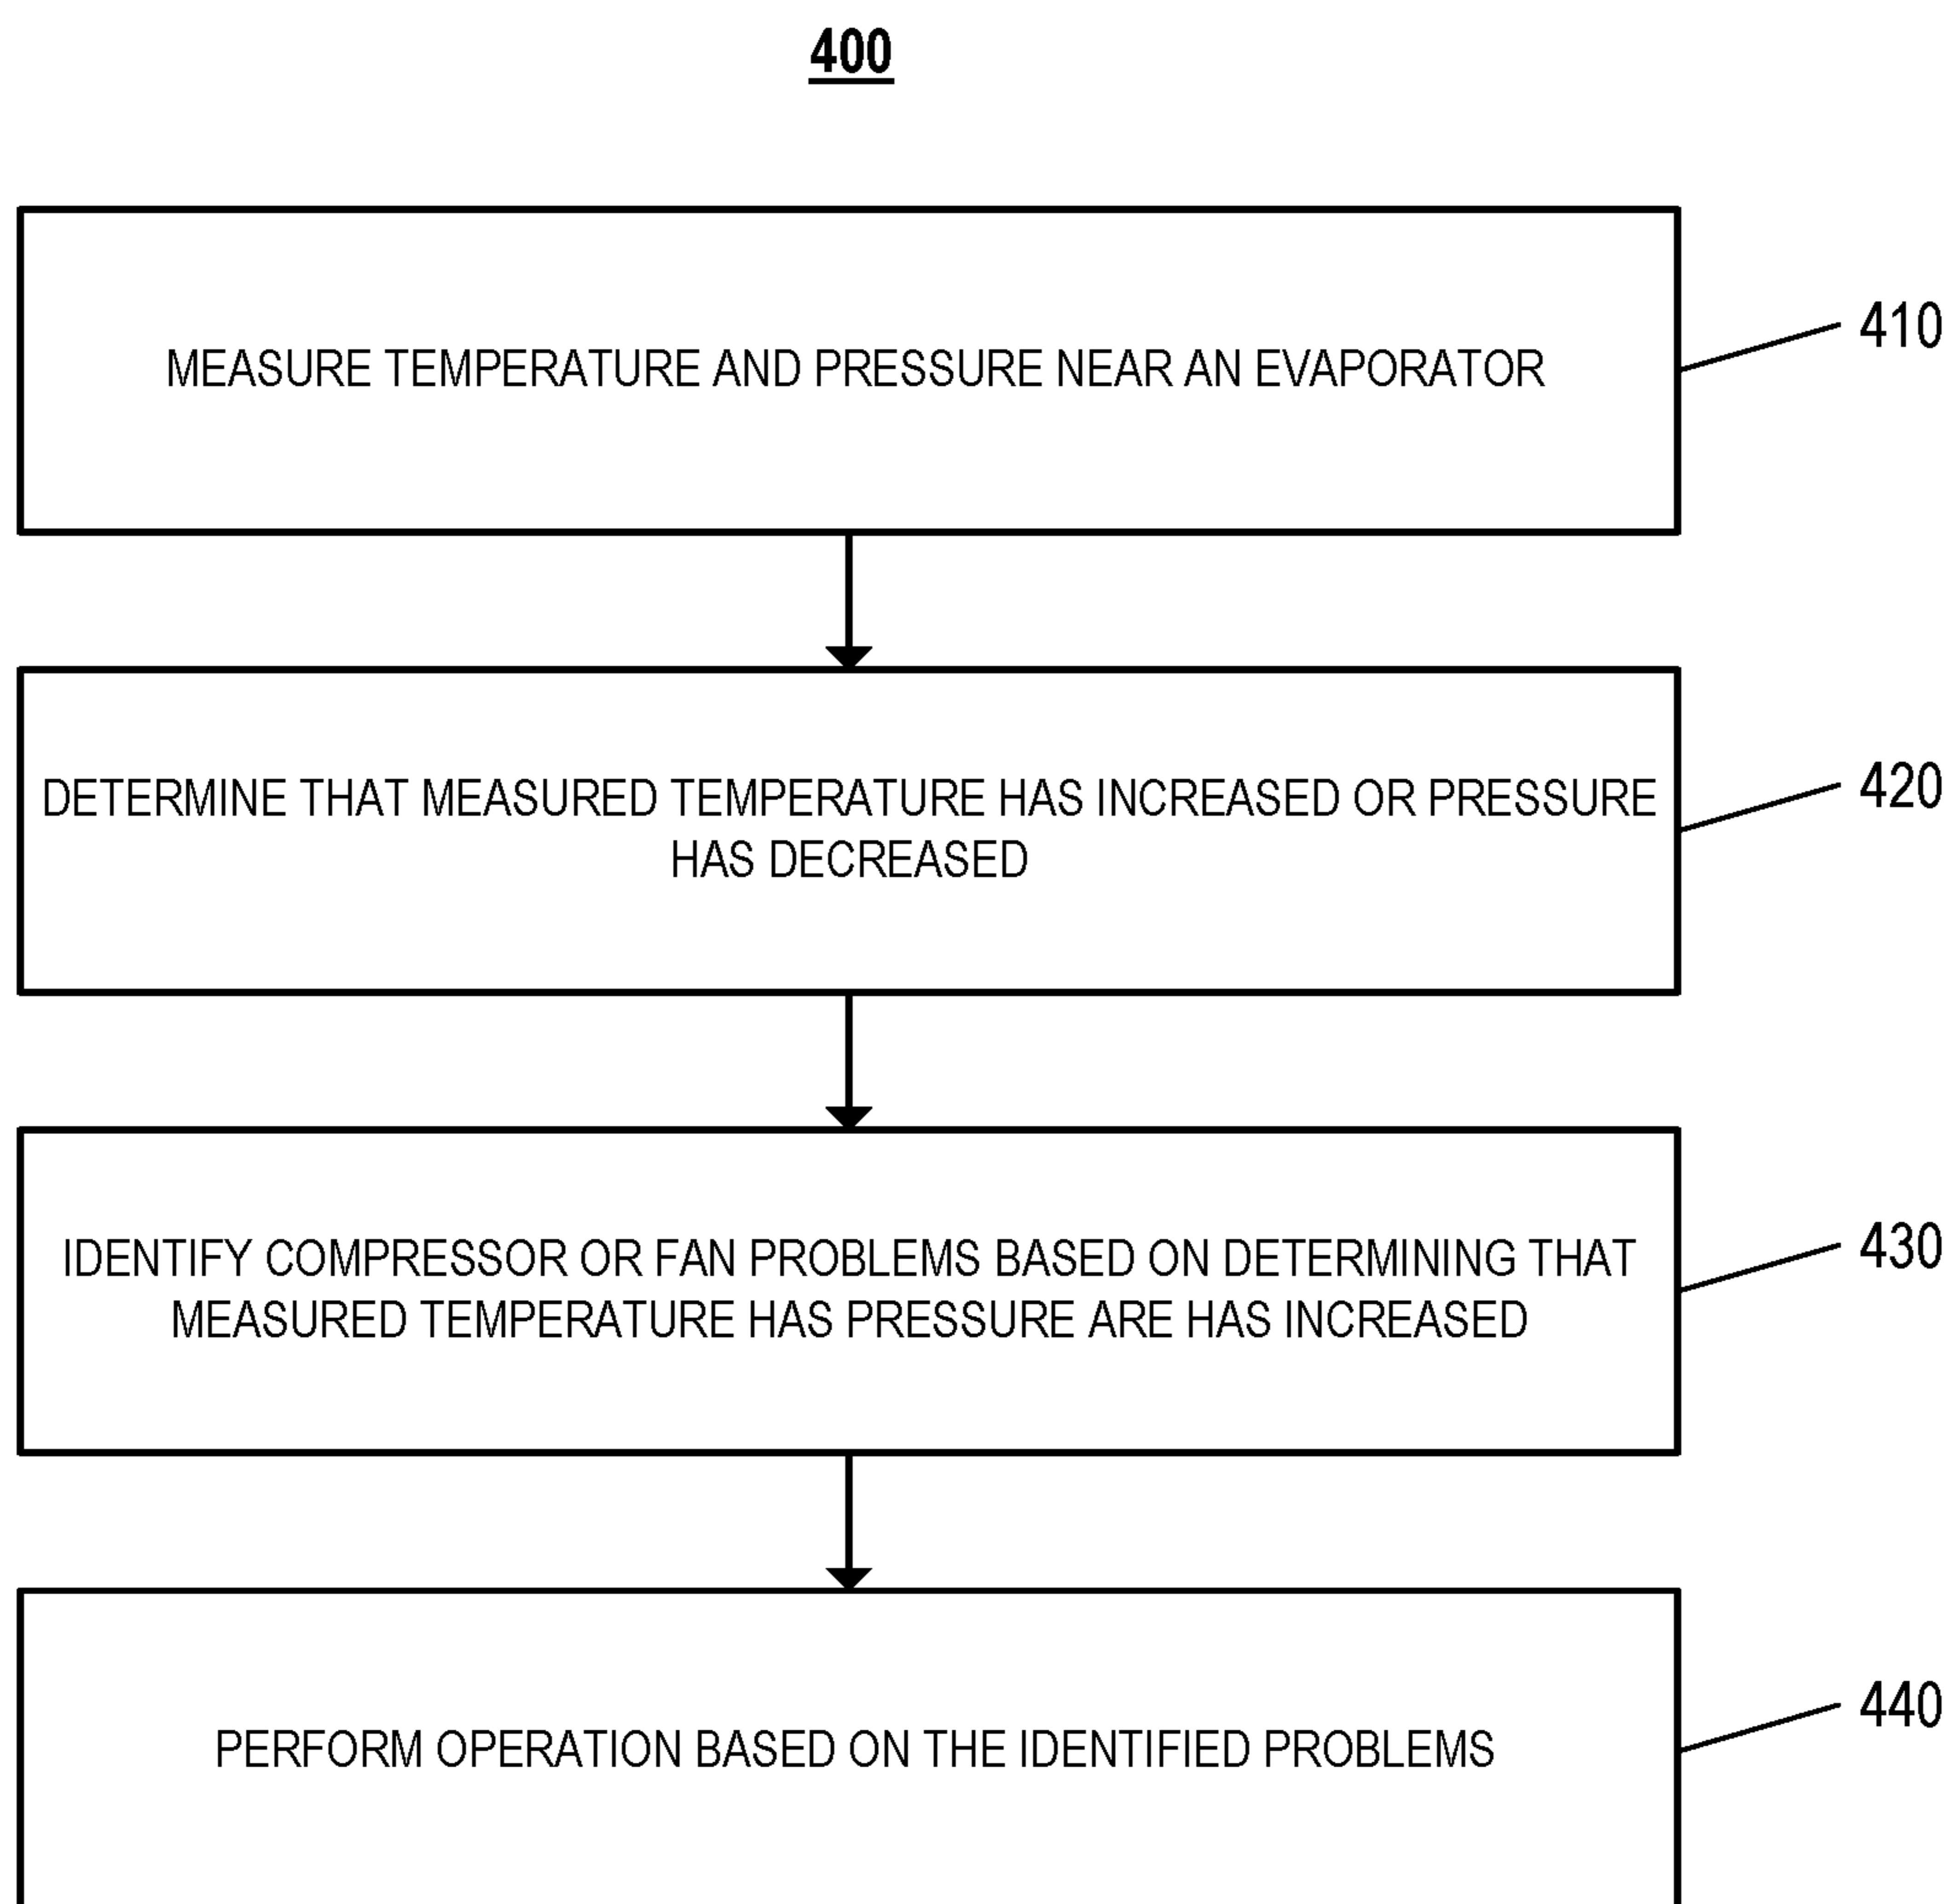 400
MEASURE TEMPERATURE AND PRESSURE NEAR AN EVAPORATOR
410
DETERMINE THAT MEASURED TEMPERATURE HAS INCREASED OR PRESSURE
HAS DECREASED
420
IDENTIFY COMPRESSOR OR FAN PROBLEMS BASED ON DETERMINING THAT
MEASURED TEMPERATURE HAS PRESSURE ARE HAS INCREASED
430
PERFORM OPERATION BASED ON THE IDENTIFIED PROBLEMS
440